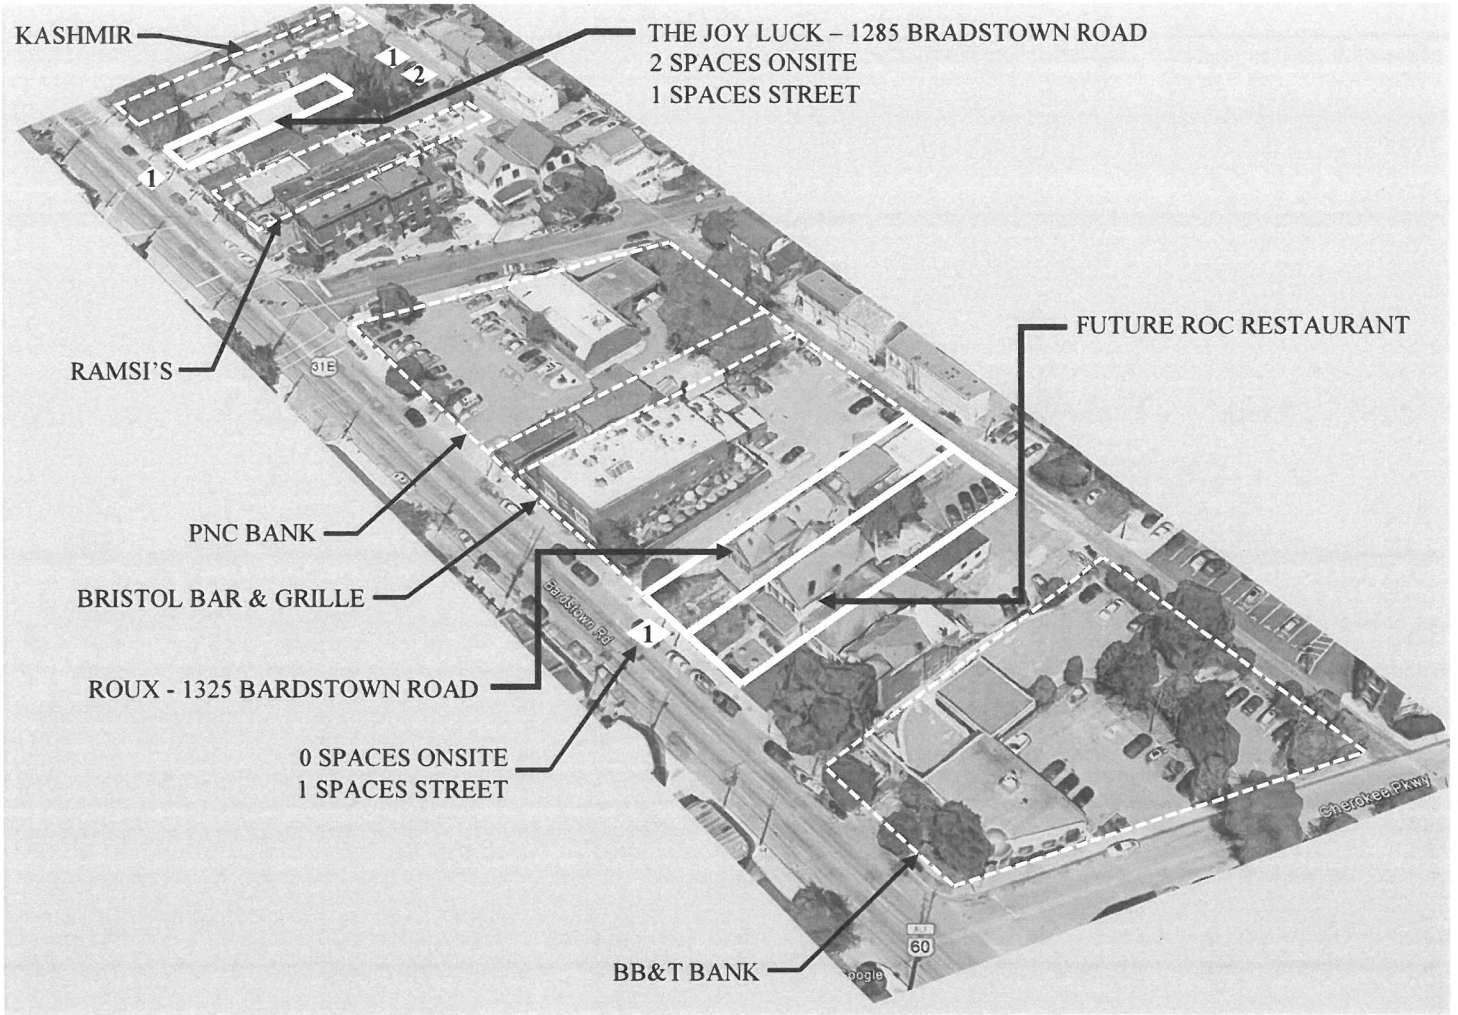 KASHMIR
THE JOY LUCK – 1285 BRADSTOWN ROAD
2 SPACES ONSITE
1 SPACES STREET
1
2
1
RAMSI'S
31E
FUTURE ROC RESTAURANT
PNC BANK
BRISTOL BAR & GRILLE
Bardstown Rd
1
ROUX - 1325 BARDSTOWN ROAD
0 SPACES ONSITE
1 SPACES STREET
Cherokee Pkwy
ALT
60
BB&T BANK
oogle